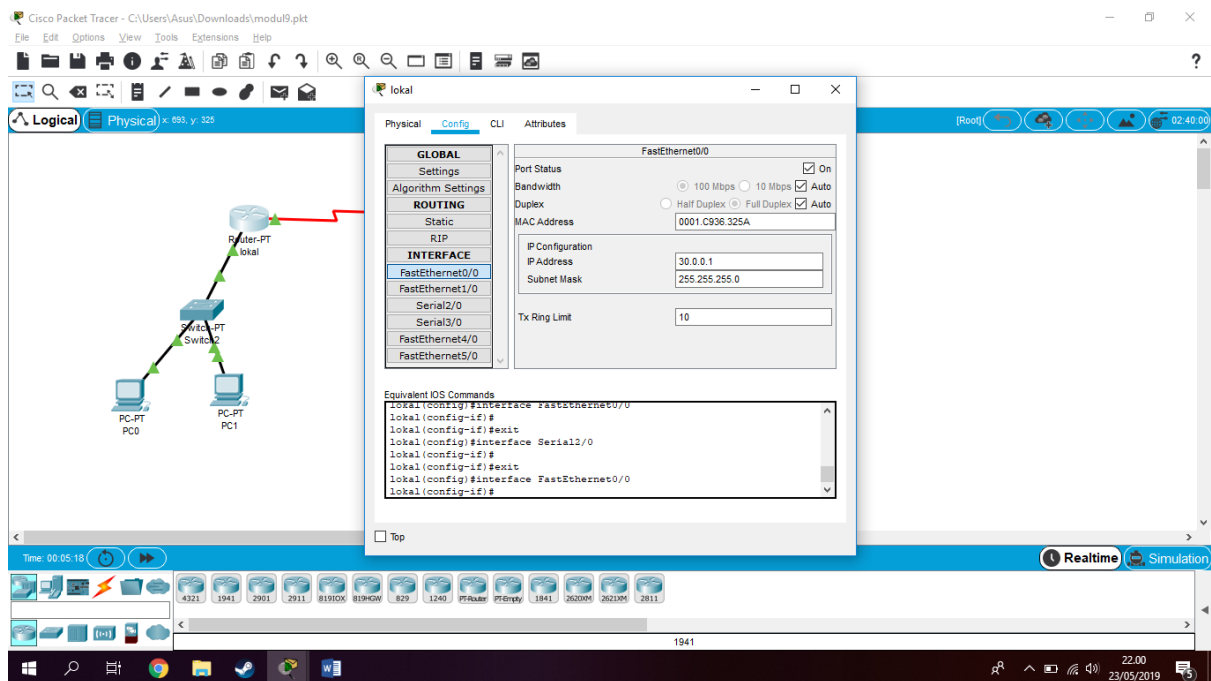 Cisco Packet Tracer - C:\Users\Asus\Downloads\modul9.pkt
File Edit Options View Tools Extensions Help
?
lokal
Logical
Physical x: 693, y: 325
[Root]
02:40:00
Physical Config CLI Attributes
GLOBAL
Settings
Algorithm Settings
ROUTING
Static
RIP
INTERFACE
FastEthernet0/0
FastEthernet1/0
Serial2/0
Serial3/0
FastEthernet4/0
FastEthernet5/0
FastEthernet0/0
Port Status On
Bandwidth 100 Mbps 10 Mbps Auto
Duplex Half Duplex Full Duplex Auto
MAC Address 0001.C936.325A
IP Configuration
IP Address 30.0.0.1
Subnet Mask 255.255.255.0
Tx Ring Limit 10
Equivalent IOS Commands
lokal(config)#interface FastEthernet0/0
lokal(config-if)#
lokal(config-if)#exit
lokal(config)#interface Serial2/0
lokal(config-if)#
lokal(config-if)#exit
lokal(config)#interface FastEthernet0/0
lokal(config-if)#
Top
Router-PT
lokal
Switch-PT
Switch2
PC-PT
PC0
PC-PT
PC1
Time: 00:05:18
Realtime
Simulation
4321 1941 2901 2911 819IOX 819HGW 829 1240 PT-Router PT-Empty 1841 2620XM 2621XM 2811
1941
22.00
23/05/2019
5